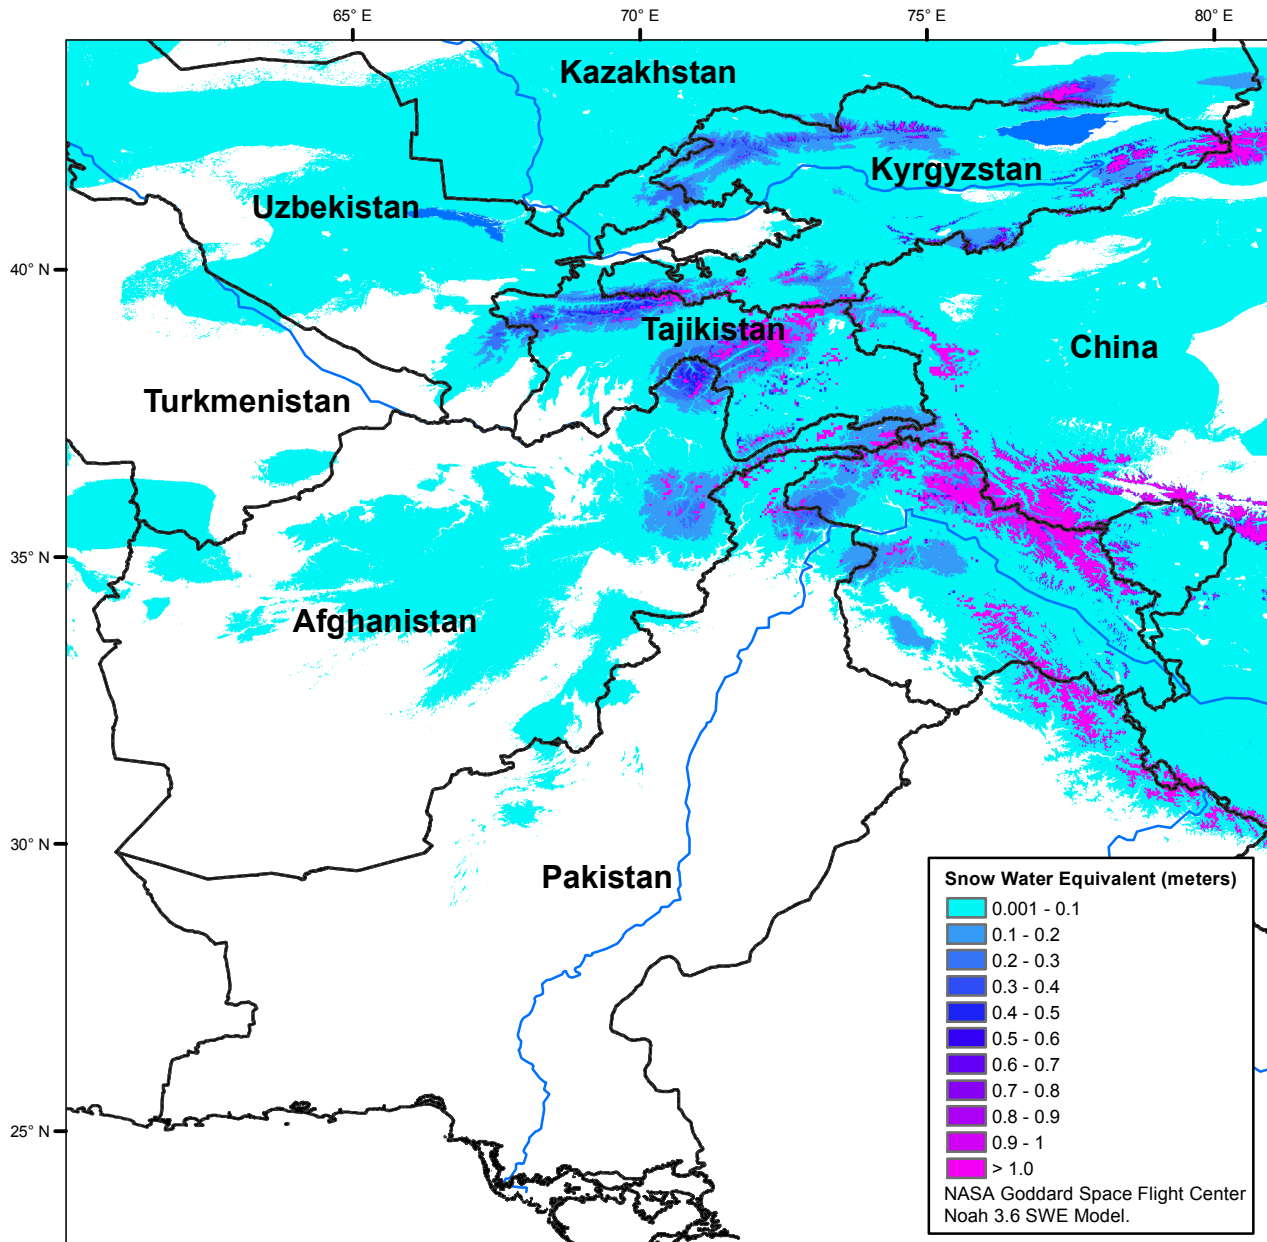 65° E
70° E
75° E
80° E
Kazakhstan
Kyrgyzstan
Uzbekistan
40° N
Tajikistan
China
Turkmenistan
35° N
Afghanistan
30° N
Pakistan
25° N
Snow Water Equivalent (meters)
0.001 - 0.1
0.1 - 0.2
0.2 - 0.3
0.3 - 0.4
0.4 - 0.5
0.5 - 0.6
0.6 - 0.7
0.7 - 0.8
0.8 - 0.9
0.9 - 1
> 1.0
NASA Goddard Space Flight Center
Noah 3.6 SWE Model.